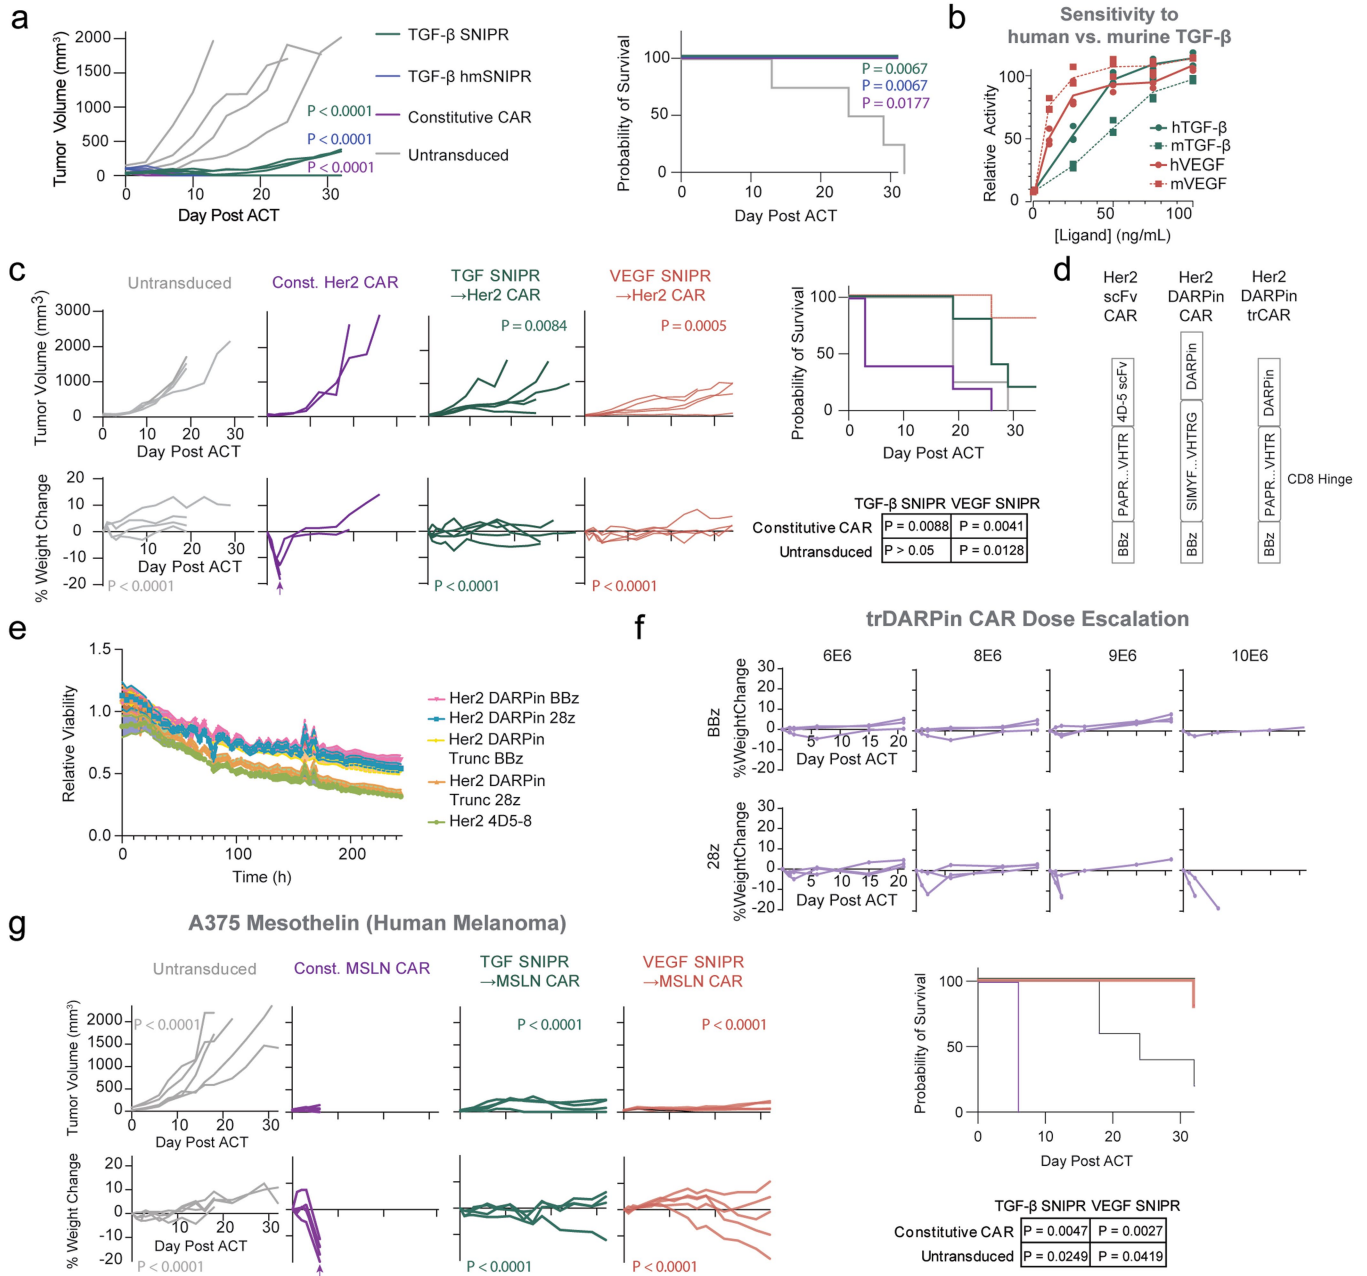 a
Tumor Volume (mm³)
2000
1500
1000
500
0
0
10
20
30
Day Post ACT
P < 0.0001
P < 0.0001
P < 0.0001
TGF-β SNIPR
TGF-β hmSNIPR
Constitutive CAR
Untransduced
Probability of Survival
100
50
0
0
10
20
30
Day Post ACT
P = 0.0067
P = 0.0067
P = 0.0177
b
Sensitivity to
human vs. murine TGF-β
Relative Activity
100
50
0
0
50
100
[Ligand] (ng/mL)
hTGF-β
mTGF-β
hVEGF
mVEGF
c
Untransduced
Const. Her2 CAR
TGF SNIPR
→Her2 CAR
VEGF SNIPR
→Her2 CAR
Tumor Volume (mm³)
3000
2000
1000
0
0
10
20
30
Day Post ACT
P = 0.0084
P = 0.0005
% Weight Change
20
10
0
-10
-20
0
10
20
30
Day Post ACT
P < 0.0001
P < 0.0001
P < 0.0001
Probability of Survival
100
50
0
0
10
20
30
Day Post ACT
TGF-β SNIPR VEGF SNIPR
Constitutive CAR P = 0.0088 P = 0.0041
Untransduced P > 0.05 P = 0.0128
d
Her2
scFv
CAR
Her2
DARPin
CAR
Her2
DARPin
trCAR
4D-5 scFv
PAPR...VHTR
BBz
DARPin
SIMYF...VHTRG
BBz
DARPin
PAPR...VHTR
BBz
CD8 Hinge
e
Relative Viability
1.5
1.0
0.5
0.0
0
100
200
Time (h)
Her2 DARPin BBz
Her2 DARPin 28z
Her2 DARPin
Trunc BBz
Her2 DARPin
Trunc 28z
Her2 4D5-8
f
trDARPin CAR Dose Escalation
6E6
8E6
9E6
10E6
BBz
%WeightChange
30
20
10
0
-10
-20
5
10
15
20
Day Post ACT
28z
%WeightChange
30
20
10
0
-10
-20
5
10
15
20
Day Post ACT
g
A375 Mesothelin (Human Melanoma)
Untransduced
Const. MSLN CAR
TGF SNIPR
→MSLN CAR
VEGF SNIPR
→MSLN CAR
Tumor Volume (mm³)
2000
1500
1000
500
0
0
10
20
30
Day Post ACT
P < 0.0001
P < 0.0001
P < 0.0001
% Weight Change
20
10
0
-10
-20
0
10
20
30
Day Post ACT
P < 0.0001
P < 0.0001
P < 0.0001
Probability of Survival
100
50
0
0
10
20
30
Day Post ACT
TGF-β SNIPR VEGF SNIPR
Constitutive CAR P = 0.0047 P = 0.0027
Untransduced P = 0.0249 P = 0.0419